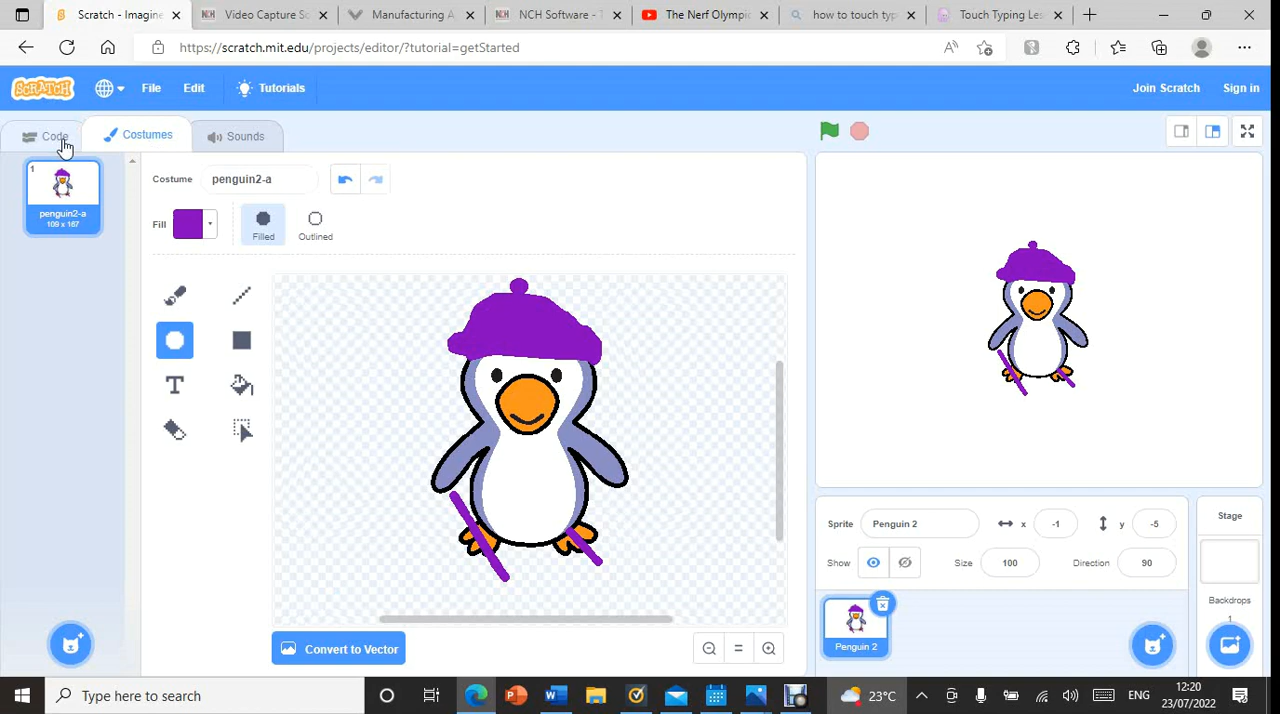 Scratch - Imagine
Video Capture So
Manufacturing A
NCH Software - T
The Nerf Olympic
how to touch typ
Touch Typing Les
https://scratch.mit.edu/projects/editor/?tutorial=getStarted
SCRATCH
File
Edit
Tutorials
Join Scratch
Sign in
Code
Costumes
Sounds
1
penguin2-a
109 x 167
Costume
penguin2-a
Fill
Filled
Outlined
T
Convert to Vector
Sprite
Penguin 2
x
-1
y
-5
Show
Size
100
Direction
90
Penguin 2
Stage
Backdrops
1
Type here to search
23°C
ENG
12:20
23/07/2022